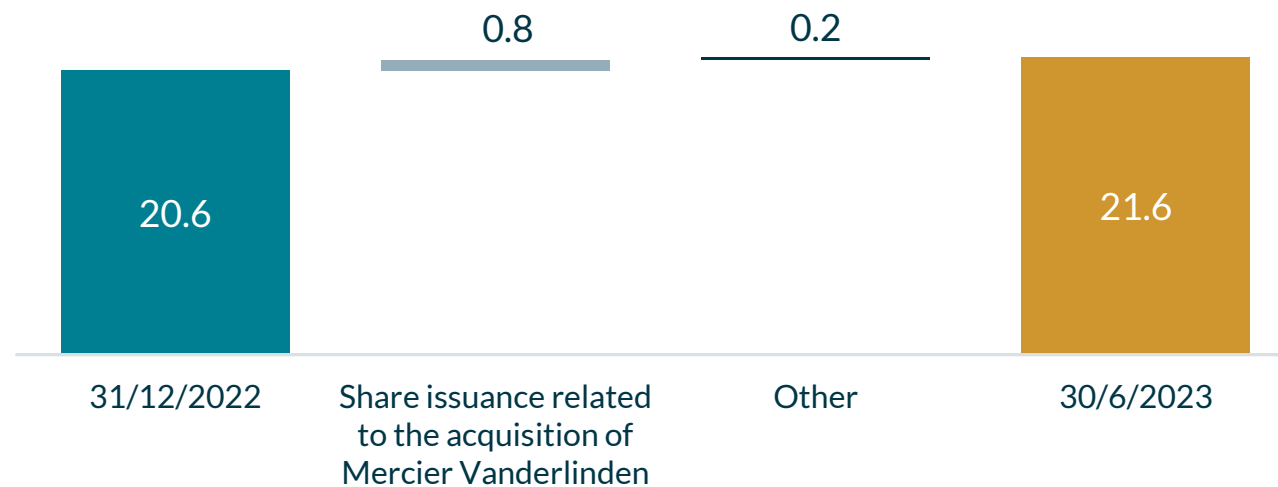 0.8
0.2
20.6
21.6
31/12/2022
Share issuance related
to the acquisition of
Mercier Vanderlinden
Other
30/6/2023